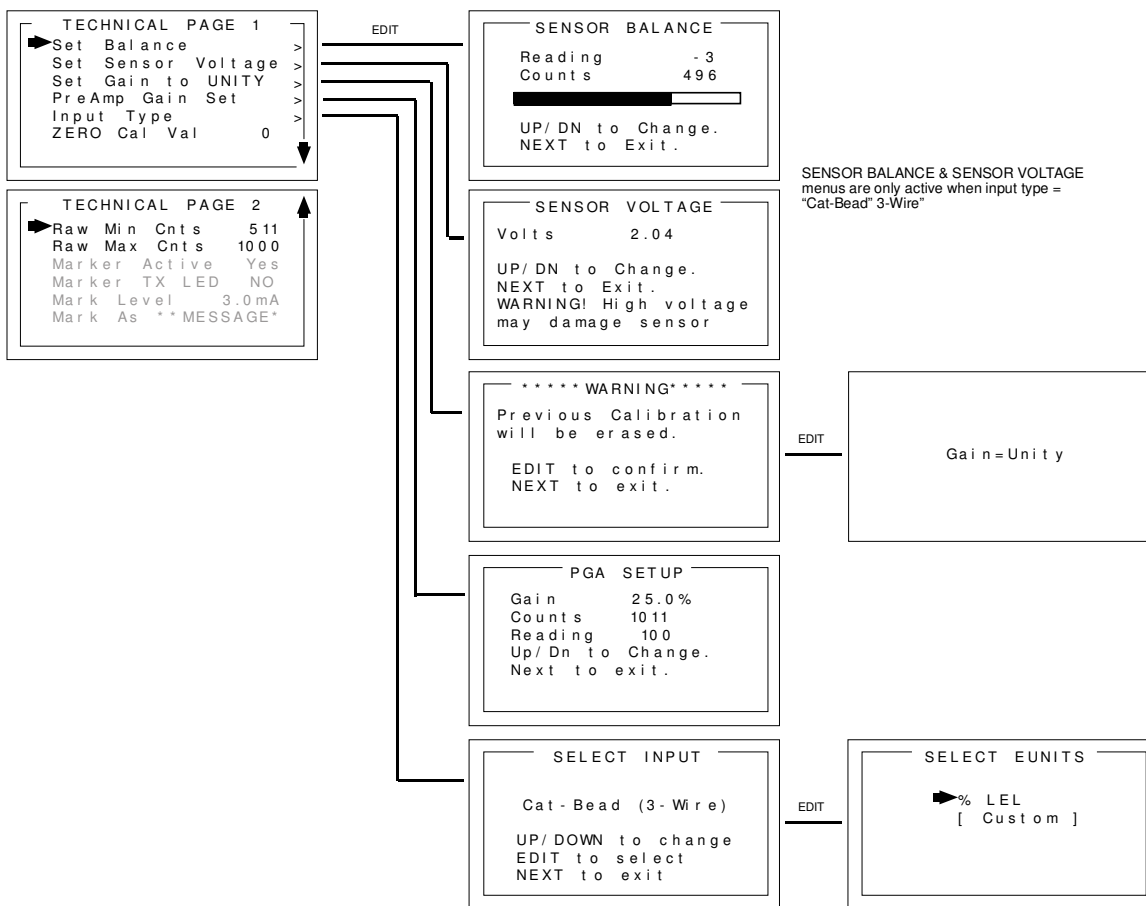 TECHNICAL PAGE 1
Set Balance >
Set Sensor Voltage >
Set Gain to UNITY >
PreAmp Gain Set >
Input Type >
ZERO Cal Val 0
EDIT
SENSOR BALANCE
Reading -3
Counts 496
UP/DN to Change.
NEXT to Exit.
SENSOR BALANCE & SENSOR VOLTAGE
menus are only active when input type =
“Cat-Bead” 3-Wire”
TECHNICAL PAGE 2
Raw Min Cnts 511
Raw Max Cnts 1000
Marker Active Yes
Marker TX LED NO
Mark Level 3.0mA
Mark As **MESSAGE*
SENSOR VOLTAGE
Volts 2.04
UP/DN to Change.
NEXT to Exit.
WARNING! High voltage
may damage sensor
*****WARNING*****
Previous Calibration
will be erased.
EDIT to confirm.
NEXT to exit.
EDIT
Gain=Unity
PGA SETUP
Gain 25.0%
Counts 1011
Reading 100
Up/Dn to Change.
Next to exit.
SELECT INPUT
Cat-Bead (3-Wire)
UP/DOWN to change
EDIT to select
NEXT to exit
EDIT
SELECT EUNITS
% LEL
[ Custom ]